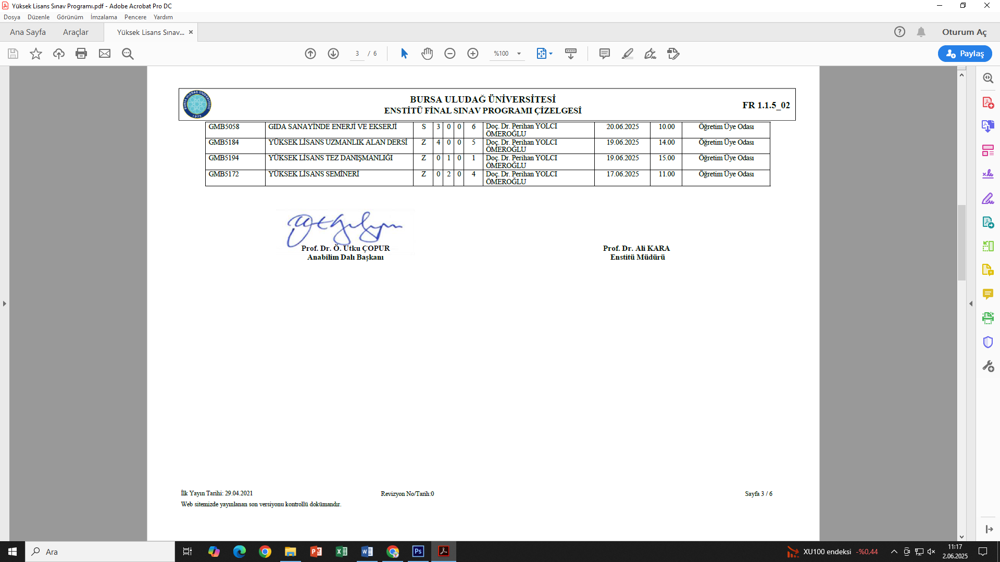 Yüksek Lisans Sınav Programı.pdf - Adobe Acrobat Pro DC
Dosya Düzenle Görünüm İmzalama Pencere Yardım
Ana Sayfa Araçlar Yüksek Lisans Sınav... Oturum Aç
3 / 6 %100 Paylaş
BURSA ULUDAĞ ÜNİVERSİTESİ
ENSTİTÜ FİNAL SINAV PROGRAMI ÇİZELGESİ
FR 1.1.5_02
GMB5058 GIDA SANAYİNDE ENERJİ VE EKSERJİ S 3 0 0 6 Doç. Dr. Perihan YOLCI 20.06.2025 10.00 Öğretim Üye Odası
ÖMEROĞLU
GMB5184 YÜKSEK LİSANS UZMANLIK ALAN DERSİ Z 4 0 0 5 Doç. Dr. Perihan YOLCI 19.06.2025 14.00 Öğretim Üye Odası
ÖMEROĞLU
GMB5194 YÜKSEK LİSANS TEZ DANIŞMANLIĞI Z 0 1 0 1 Doç. Dr. Perihan YOLCI 19.06.2025 15.00 Öğretim Üye Odası
ÖMEROĞLU
GMB5172 YÜKSEK LİSANS SEMİNERİ Z 0 2 0 4 Doç. Dr. Perihan YOLCI 17.06.2025 11.00 Öğretim Üye Odası
ÖMEROĞLU
Prof. Dr. Ö. Utku ÇOPUR
Anabilim Dalı Başkanı
Prof. Dr. Ali KARA
Enstitü Müdürü
İlk Yayın Tarihi: 29.04.2021 Revizyon No/Tarih:0 Sayfa 3 / 6
Web sitemizde yayınlanan son versiyonu kontrollü dokümandır.
Ara XU100 endeksi -%0,44 11:17
2.06.2025